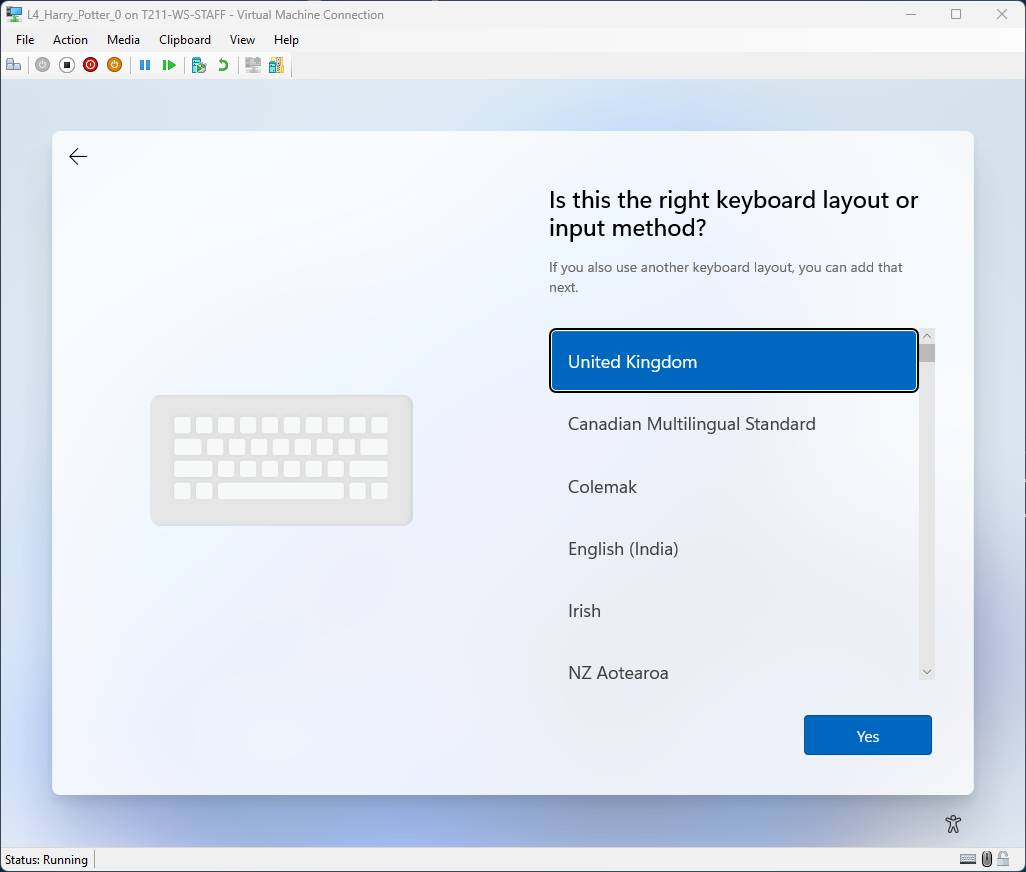 L4_Harry_Potter_0 on T211-WS-STAFF - Virtual Machine Connection
File Action Media Clipboard View Help
Is this the right keyboard layout or
input method?
If you also use another keyboard layout, you can add that
next.
United Kingdom
Canadian Multilingual Standard
Colemak
English (India)
Irish
NZ Aotearoa
Yes
Status: Running